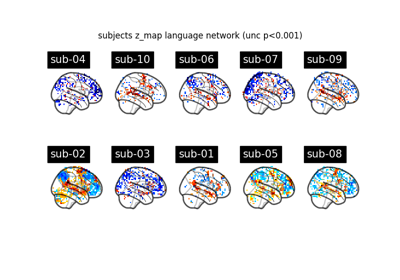 subjects z_map language network (unc p<0.001)
sub-04 sub-10 sub-06 sub-07 sub-09
sub-02 sub-03 sub-01 sub-05 sub-08